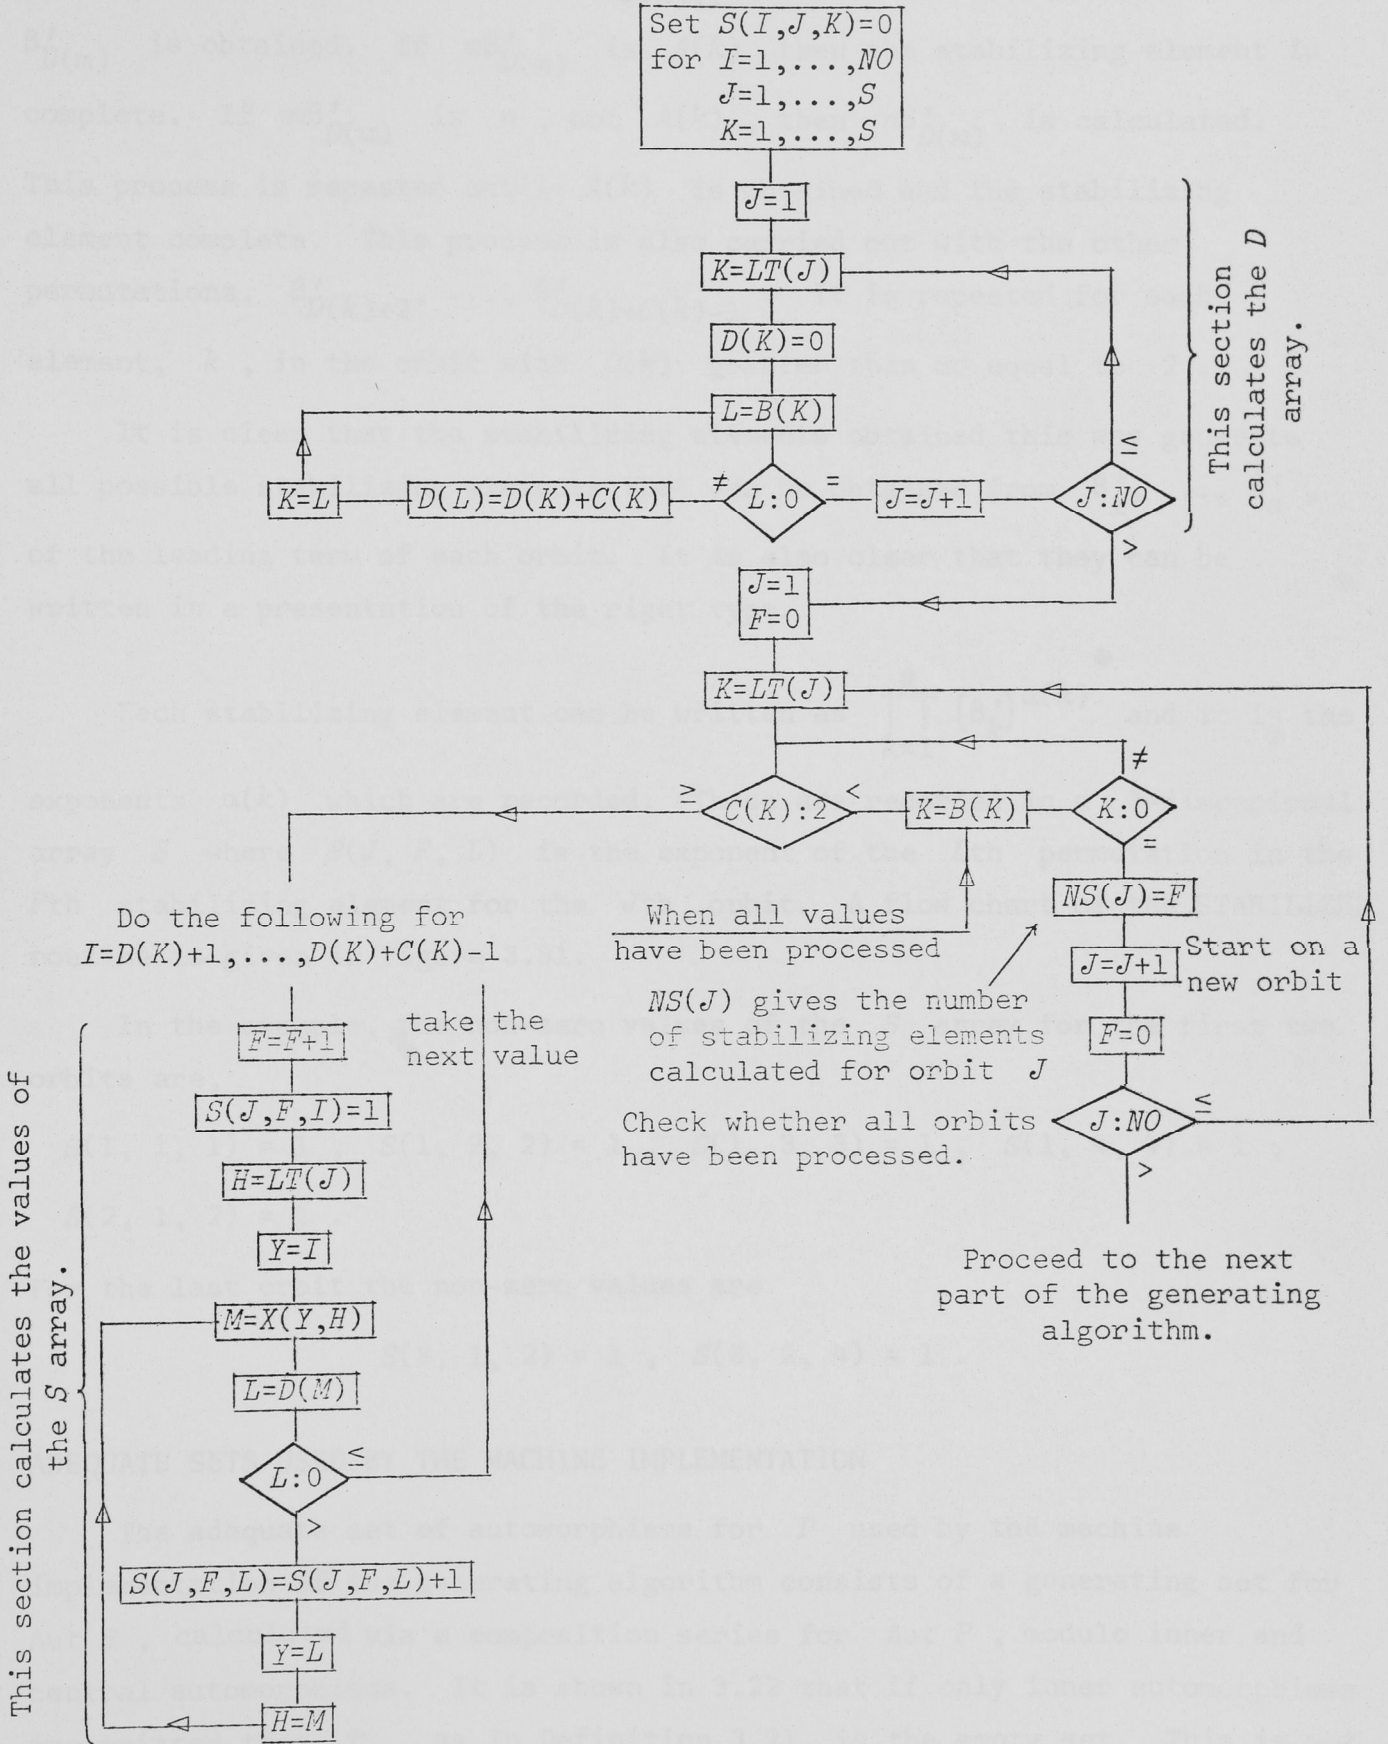 Set S(I,J,K)=0
for I=1,...,NO
J=1,...,S
K=1,...,S
J=1
K=LT(J)
D(K)=0
L=B(K)
K=L
D(L)=D(K)+C(K)
≠
L:0
=
J=J+1
J:NO
≤
>
This section
calculates the D
array.
J=1
F=0
K=LT(J)
≥
C(K):2
<
K=B(K)
K:0
≠
=
NS(J)=F
J=J+1
Start on a
new orbit
F=0
J:NO
≤
>
When all values
have been processed
NS(J) gives the number
of stabilizing elements
calculated for orbit J
Check whether all orbits
have been processed.
Proceed to the next
part of the generating
algorithm.
Do the following for
I=D(K)+1,...,D(K)+C(K)-1
take the
next value
F=F+1
S(J,F,I)=1
H=LT(J)
Y=I
M=X(Y,H)
L=D(M)
L:0
≤
>
S(J,F,L)=S(J,F,L)+1
Y=L
H=M
This section calculates the values of
the S array.